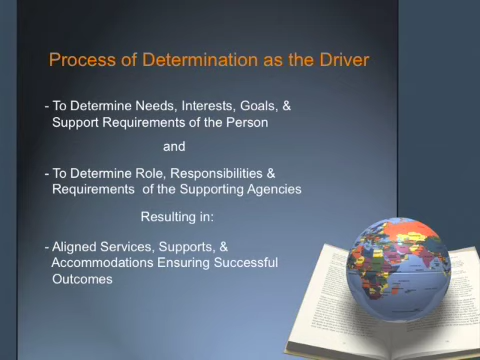 Process of Determination as the Driver
- To Determine Needs, Interests, Goals, &
Support Requirements of the Person
and
- To Determine Role, Responsibilities &
Requirements of the Supporting Agencies
Resulting in:
- Aligned Services, Supports, &
Accommodations Ensuring Successful
Outcomes